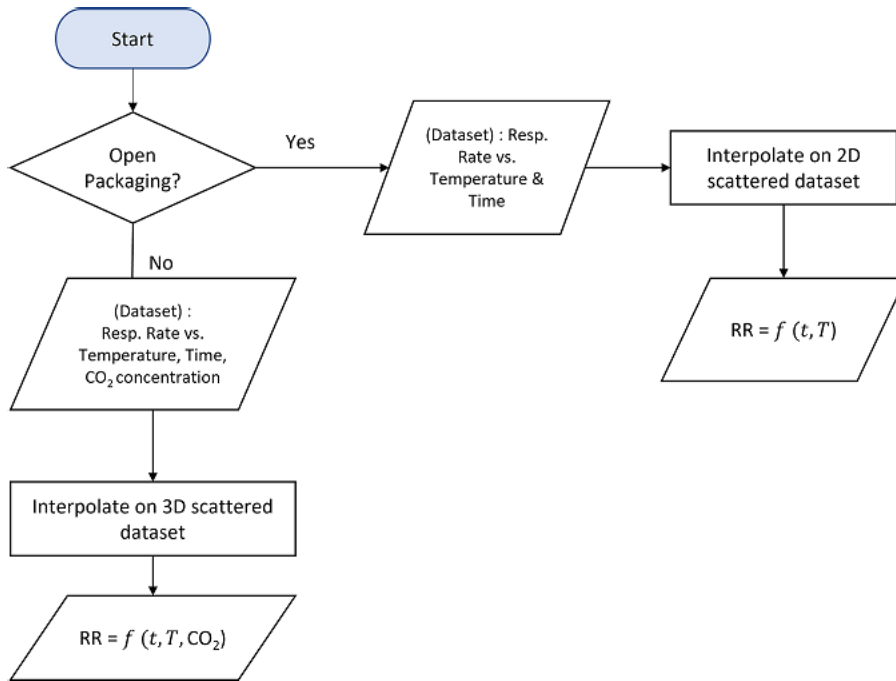 Start
Open
Packaging?
Yes
(Dataset) : Resp.
Rate vs.
Temperature &
Time
Interpolate on 2D
scattered dataset
RR = f (t, T)
No
(Dataset) :
Resp. Rate vs.
Temperature, Time,
CO₂ concentration
Interpolate on 3D scattered
dataset
RR = f (t, T, CO₂)